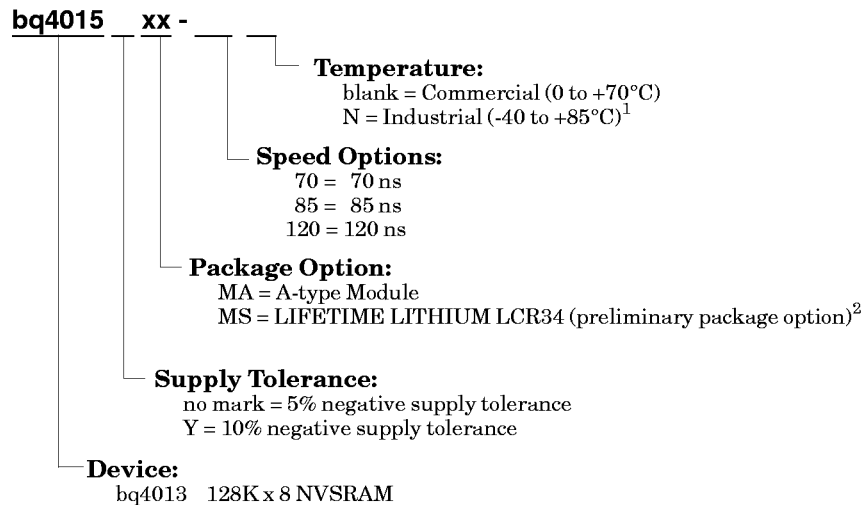 bq4015 xx -
Temperature:
blank = Commercial (0 to +70°C)
N = Industrial (-40 to +85°C)1
Speed Options:
70 = 70 ns
85 = 85 ns
120 = 120 ns
Package Option:
MA = A-type Module
MS = LIFETIME LITHIUM LCR34 (preliminary package option)2
Supply Tolerance:
no mark = 5% negative supply tolerance
Y = 10% negative supply tolerance
Device:
bq4013 128K x 8 NVSRAM